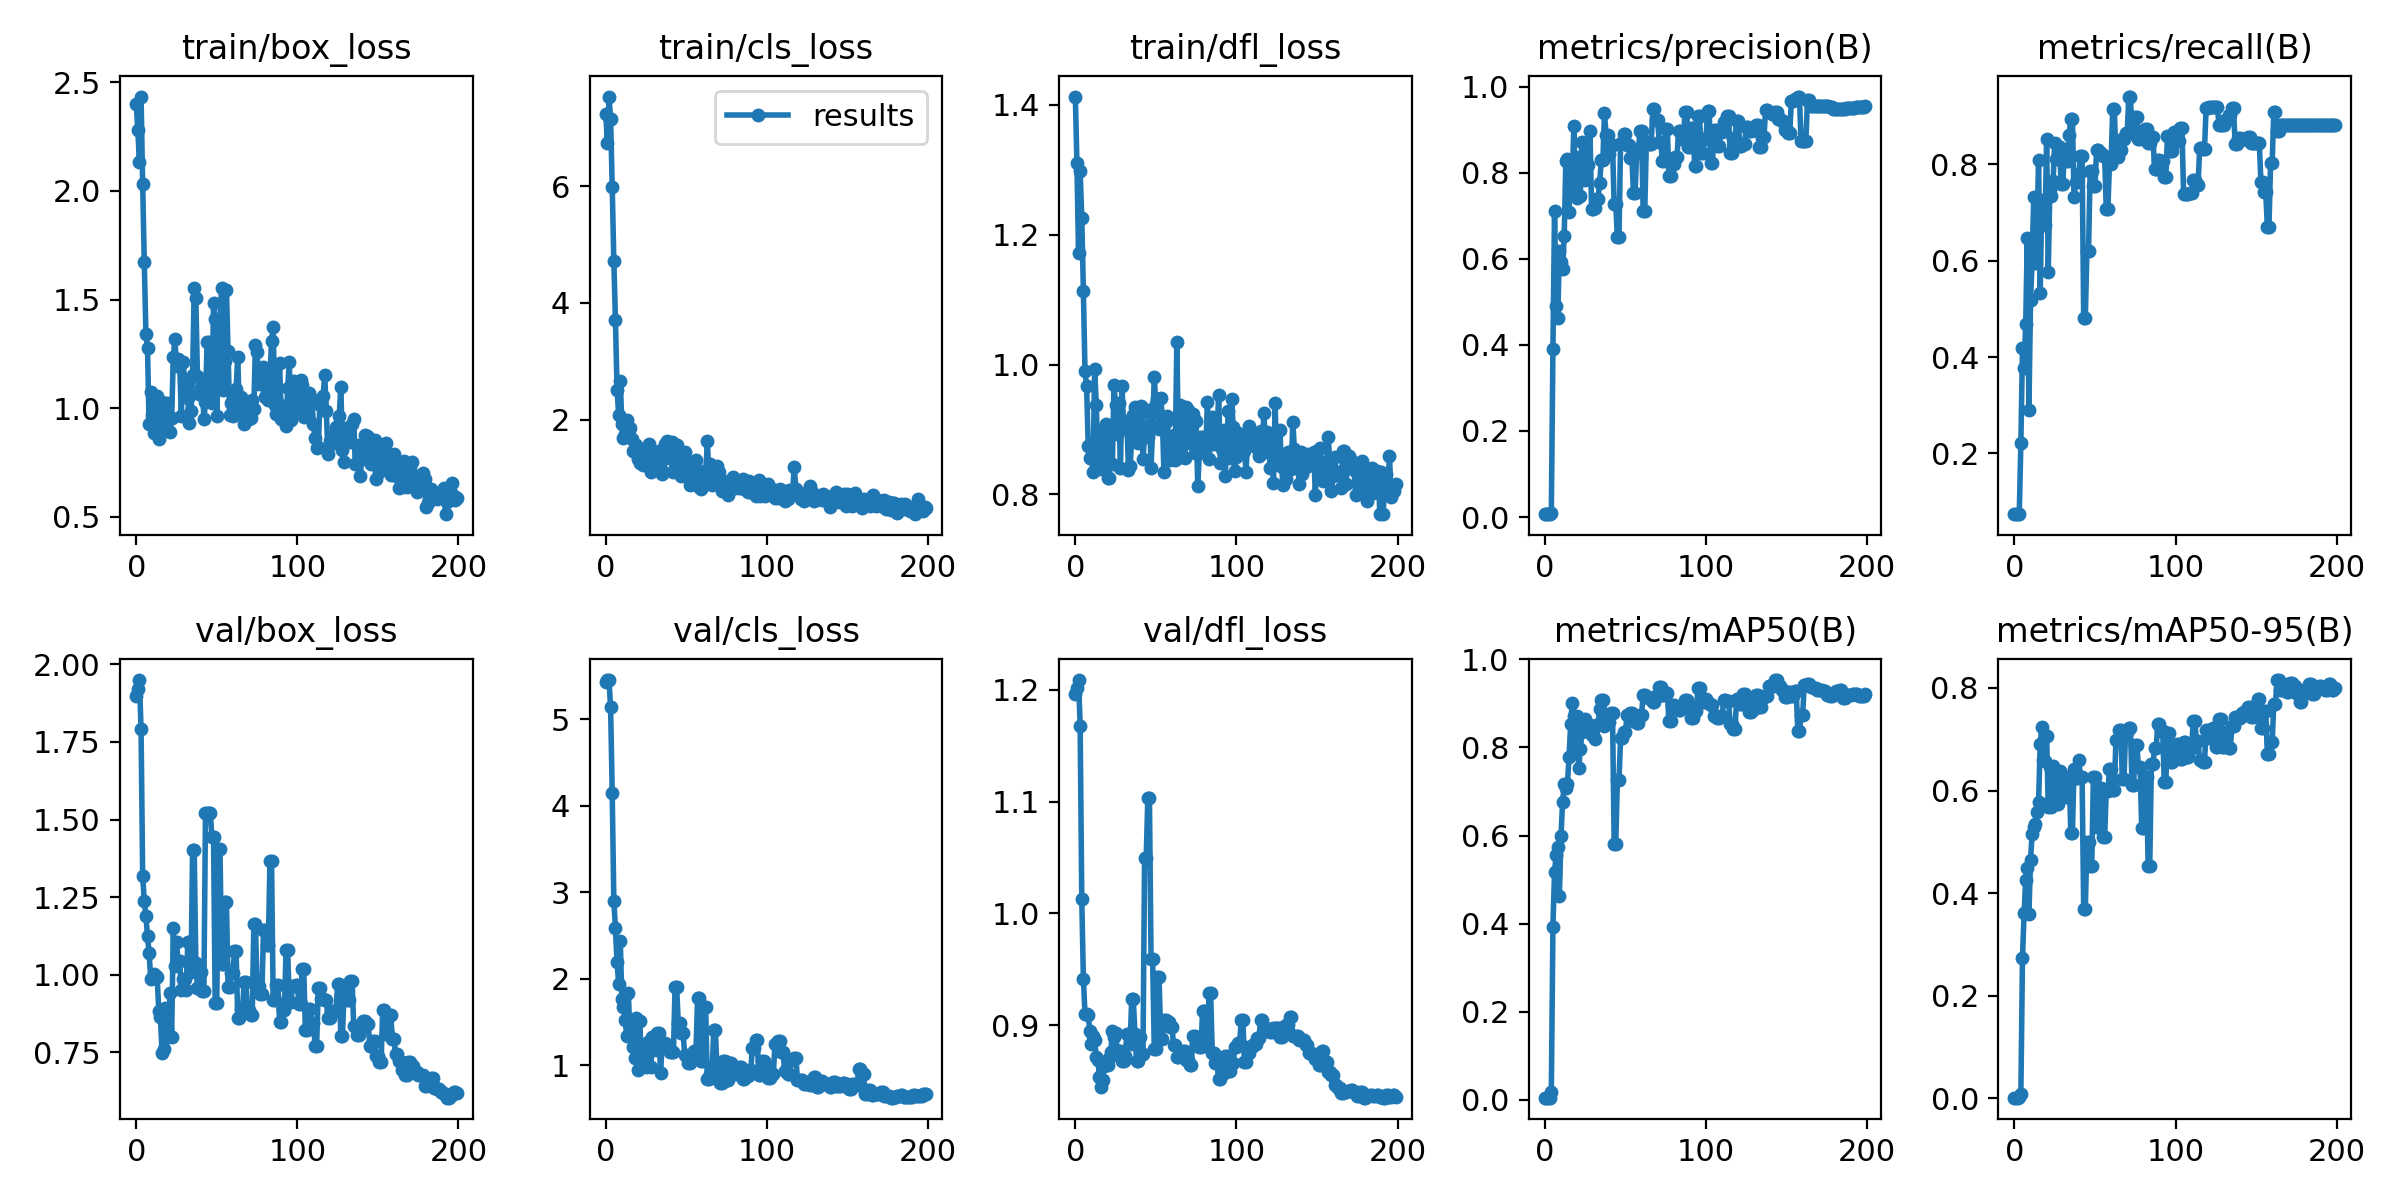 train/box_loss
train/cls_loss
train/dfl_loss
metrics/precision(B)
metrics/recall(B)
results
2.5
2.0
1.5
1.0
0.5
6
4
2
1.4
1.2
1.0
0.8
1.0
0.8
0.6
0.4
0.2
0.0
0.8
0.6
0.4
0.2
0 100 200
0 100 200
0 100 200
0 100 200
0 100 200
val/box_loss
val/cls_loss
val/dfl_loss
metrics/mAP50(B)
metrics/mAP50-95(B)
2.00
1.75
1.50
1.25
1.00
0.75
5
4
3
2
1
1.2
1.1
1.0
0.9
1.0
0.8
0.6
0.4
0.2
0.0
0.8
0.6
0.4
0.2
0.0
0 100 200
0 100 200
0 100 200
0 100 200
0 100 200